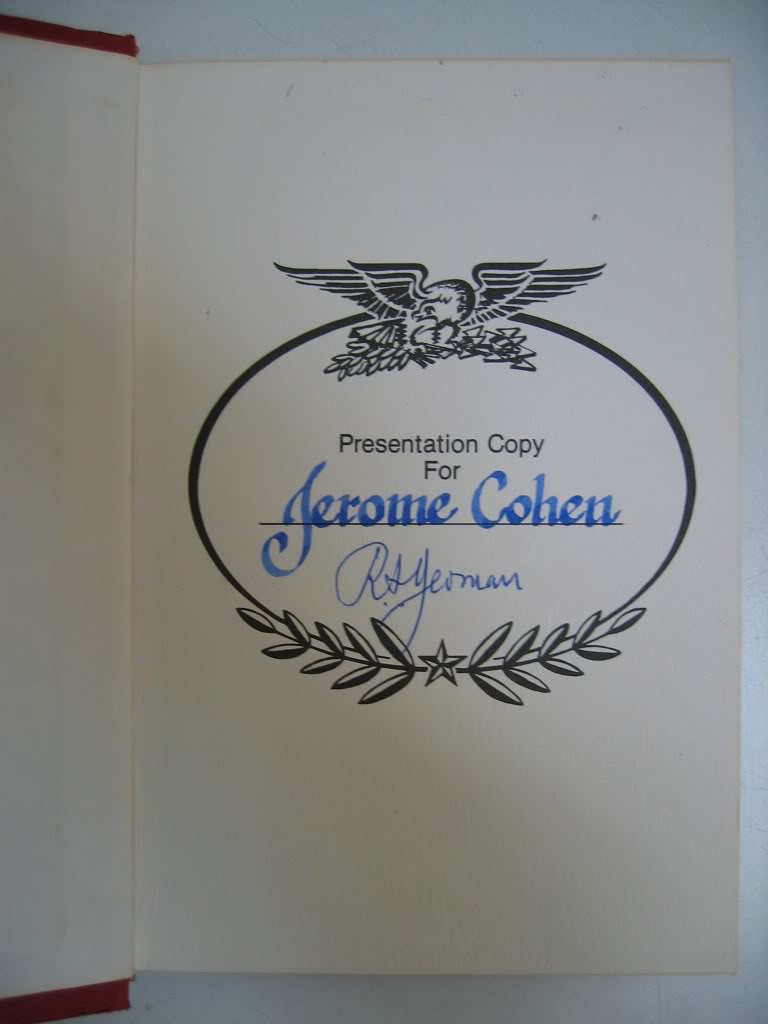 Presentation Copy
For
Jerome Cohen
R.S. Yeoman